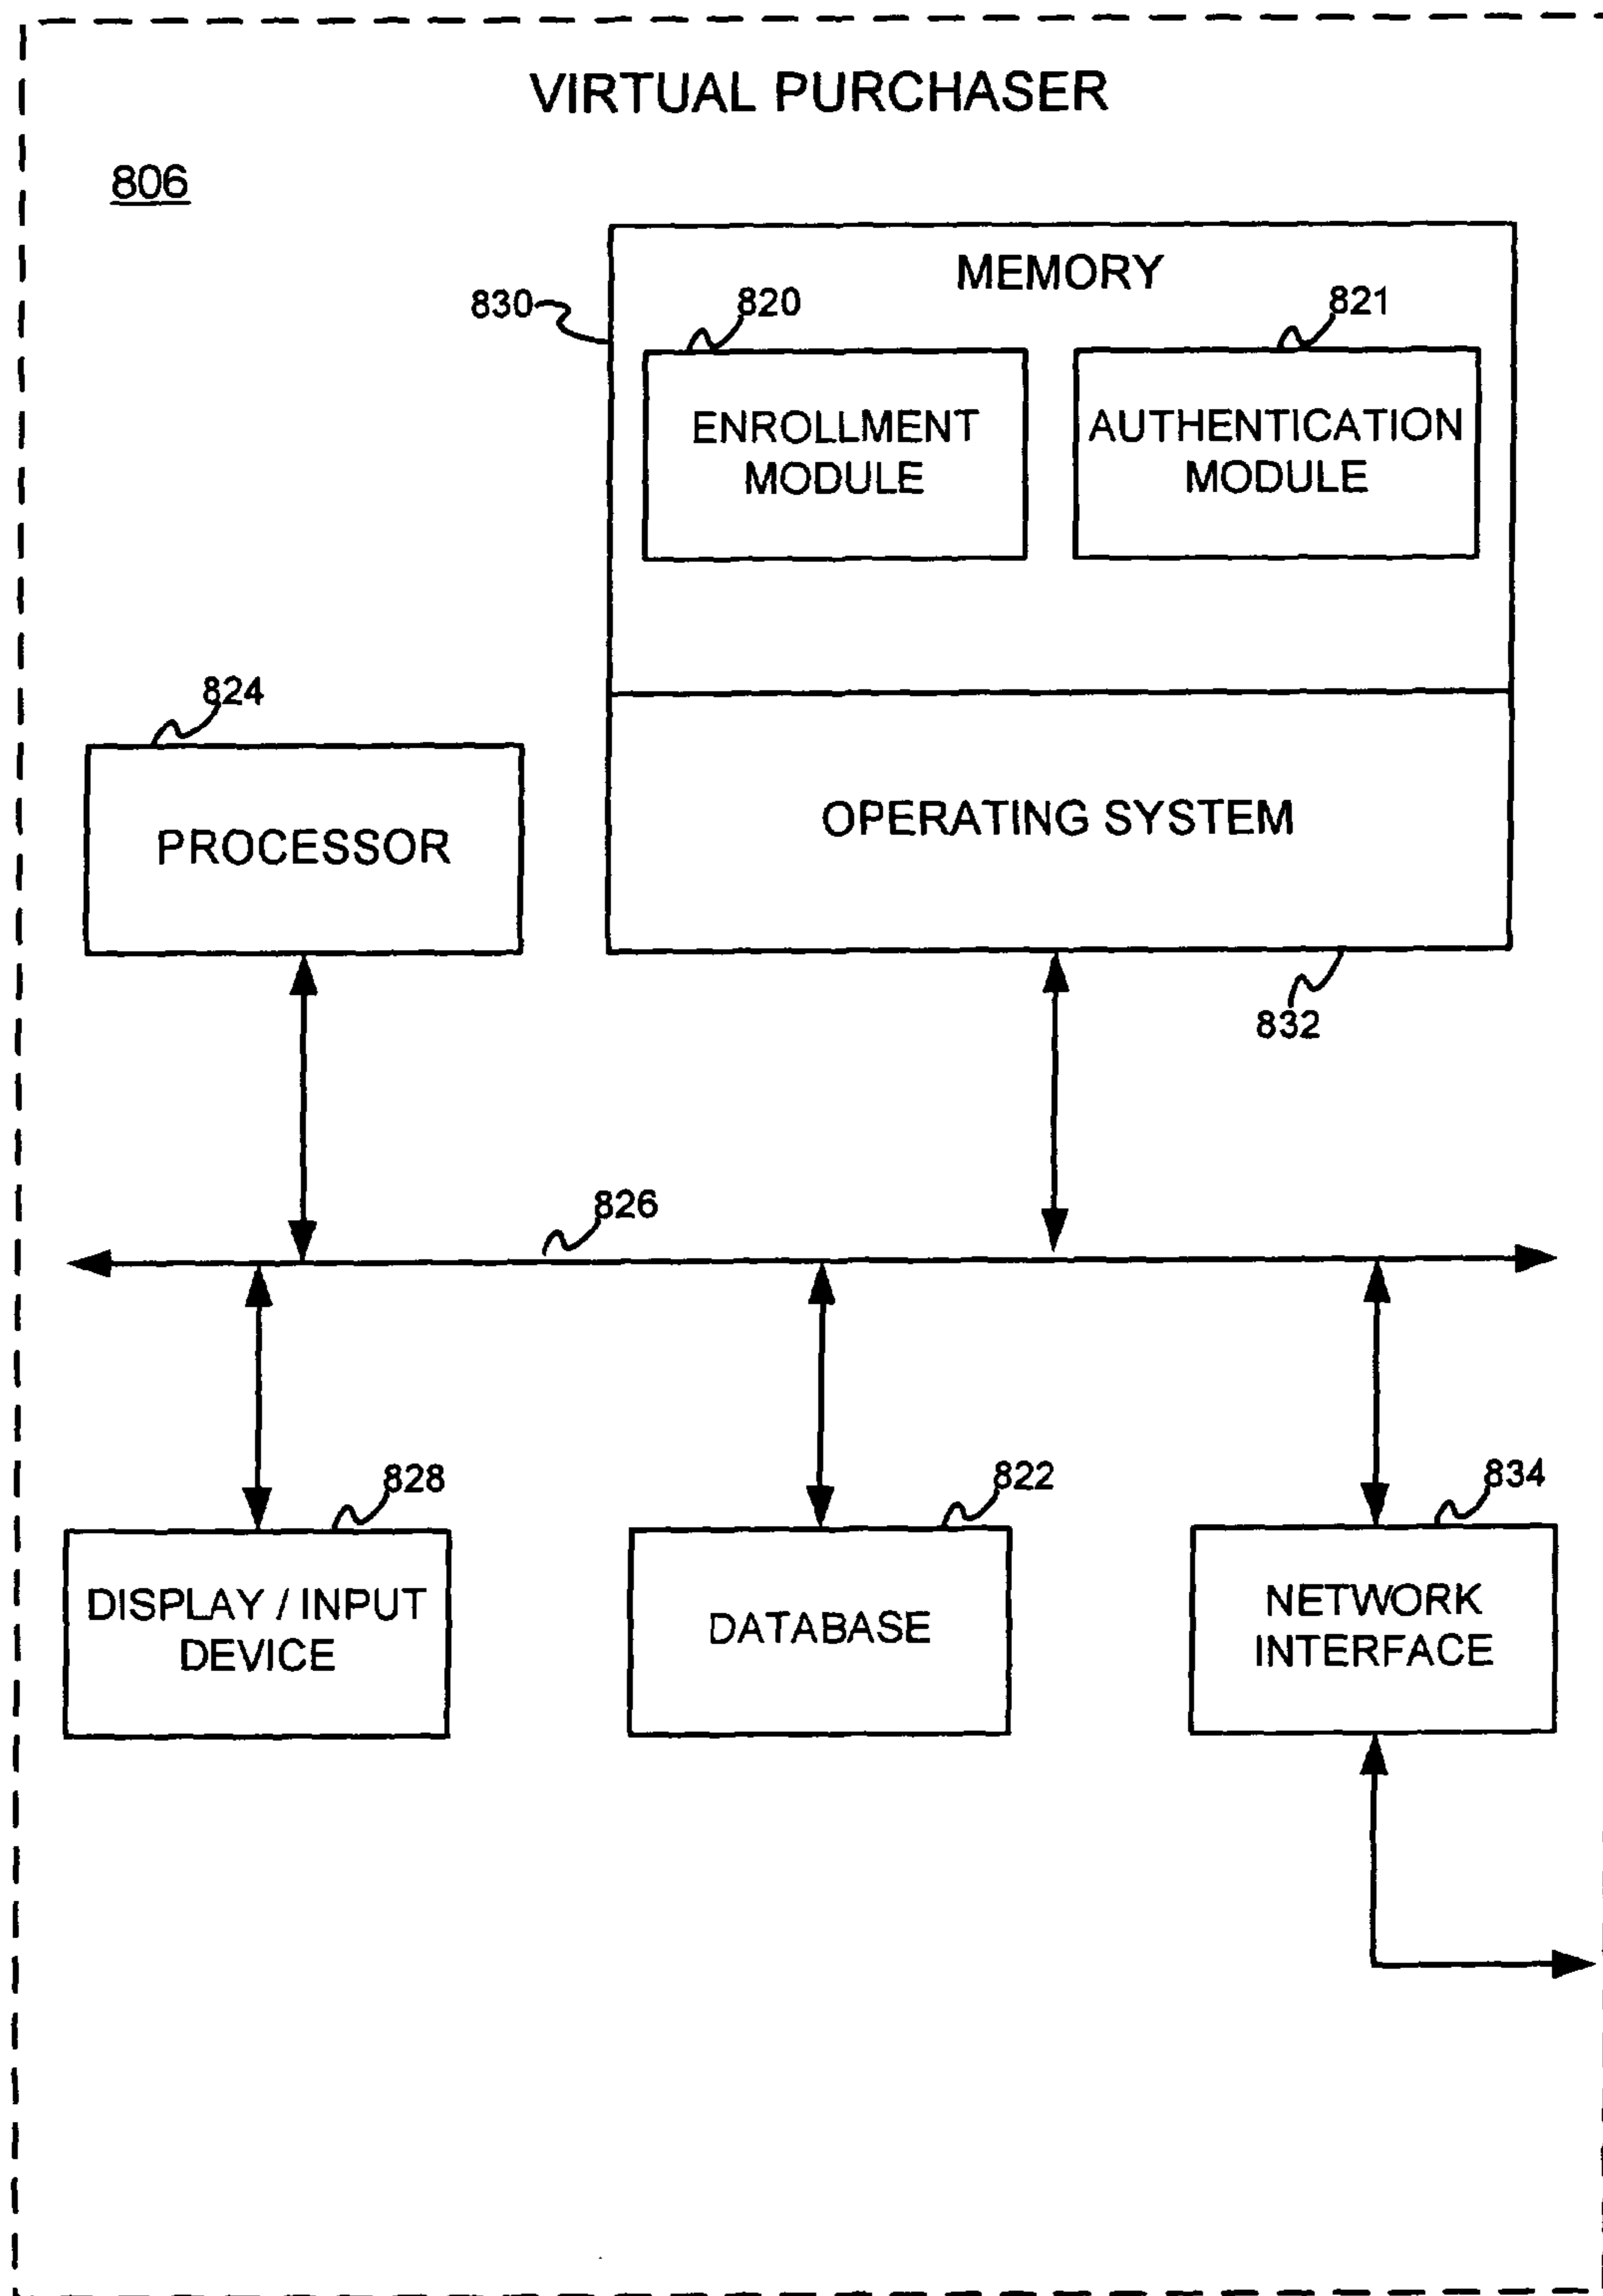 VIRTUAL PURCHASER
806
MEMORY
830
820
821
ENROLLMENT
MODULE
AUTHENTICATION
MODULE
824
PROCESSOR
OPERATING SYSTEM
832
826
828
822
834
DISPLAY / INPUT
DEVICE
DATABASE
NETWORK
INTERFACE